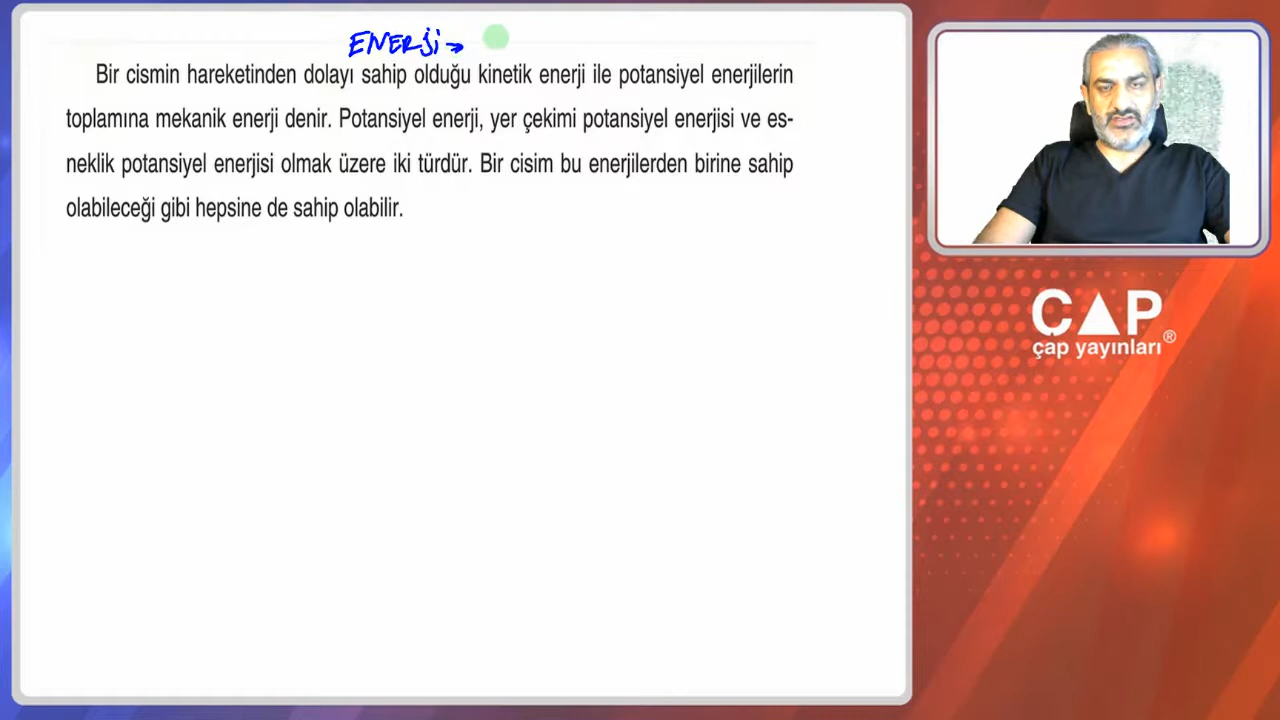 ENERJİ →
Bir cismin hareketinden dolayı sahip olduğu kinetik enerji ile potansiyel enerjilerin
toplamına mekanik enerji denir. Potansiyel enerji, yer çekimi potansiyel enerjisi ve es-
neklik potansiyel enerjisi olmak üzere iki türdür. Bir cisim bu enerjilerden birine sahip
olabileceği gibi hepsine de sahip olabilir.
ÇAP
çap yayınları®